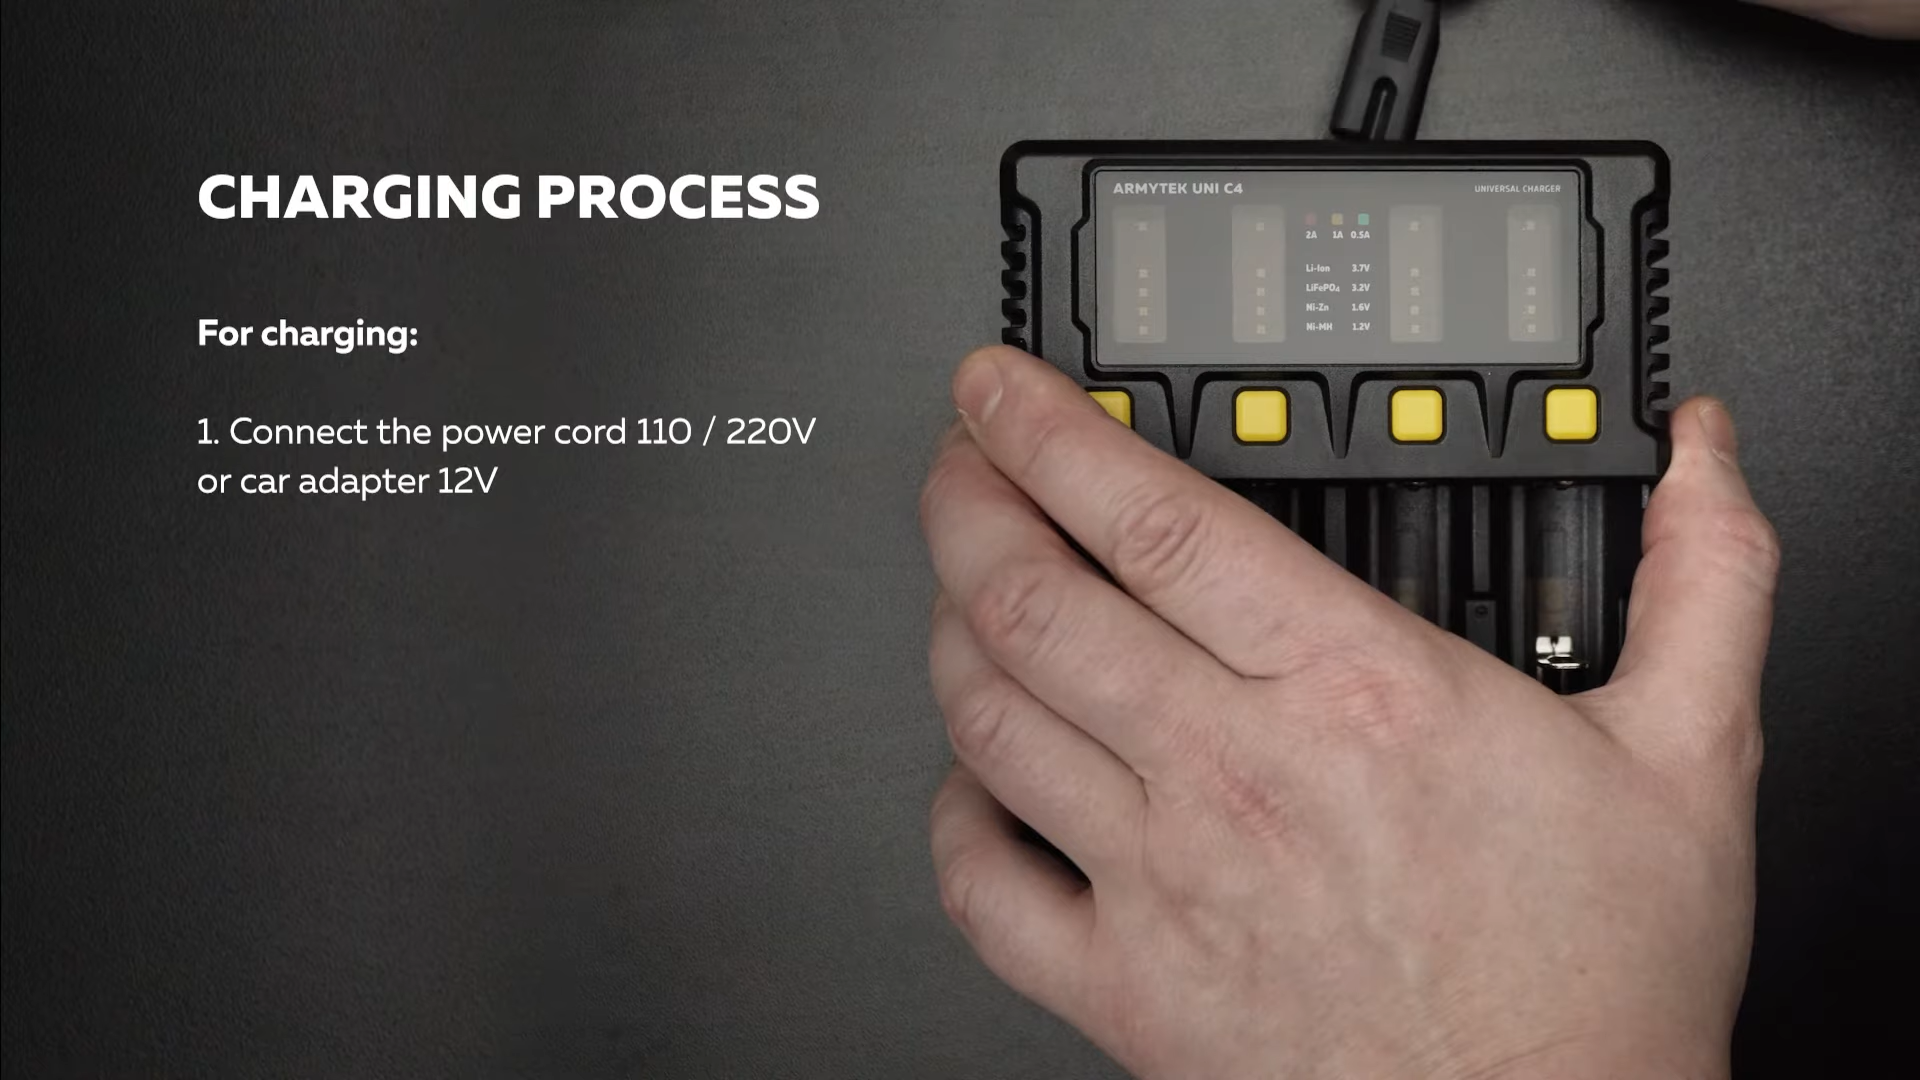 CHARGING PROCESS
For charging:
1. Connect the power cord 110 / 220V
or car adapter 12V
ARMYTEK UNI C4
UNIVERSAL CHARGER
2A 1A 0.5A
Li-Ion 3.7V
LiFePO₄ 3.2V
Ni-Zn 1.6V
Ni-MH 1.2V